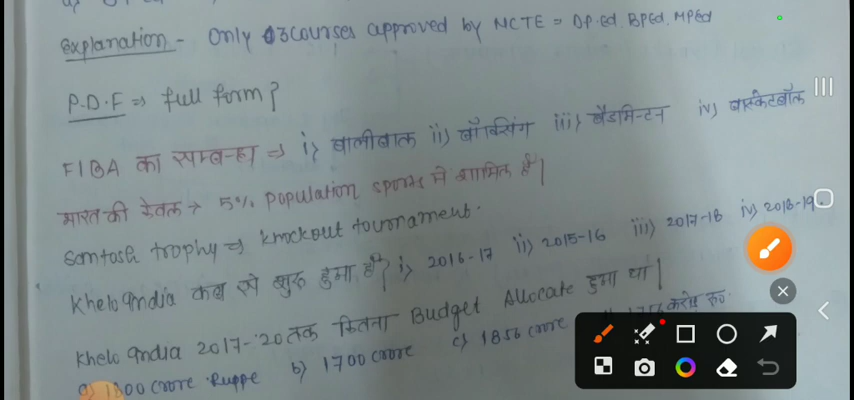 Explanation - Only 03 courses approved by NCTE = DP.Ed, BPEd, MPEd
P.D.F => full form?
FIBA का सम्बन्ध => i) बालीबाल ii) बॉक्सिंग iii) बैडमिन्टन iv) बास्केटबॉल
भारत की केवल → 5% population sports मे शामिल है।
Santosh trophy => knockout tournament.
Khelo India कब से शुरु हुआ है? i) 2016-17 ii) 2015-16 iii) 2017-18 iv) 2018-19.
Khelo India 2017-'20 तक कितना Budget Allocate हुआ था।
crore Ruppe b) 1700 crore c) 1856 crore करोड़ रू.